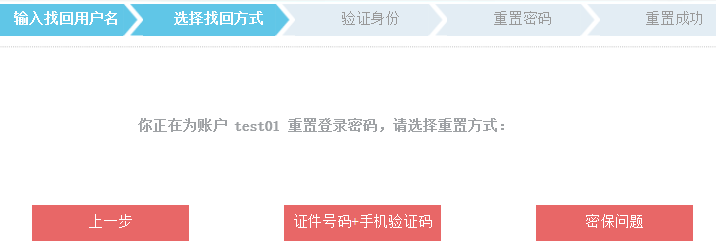 输入找回用户名 选择找回方式 验证身份 重置密码 重置成功
你正在为账户 test01 重置登录密码，请选择重置方式：
上一步 证件号码+手机验证码 密保问题